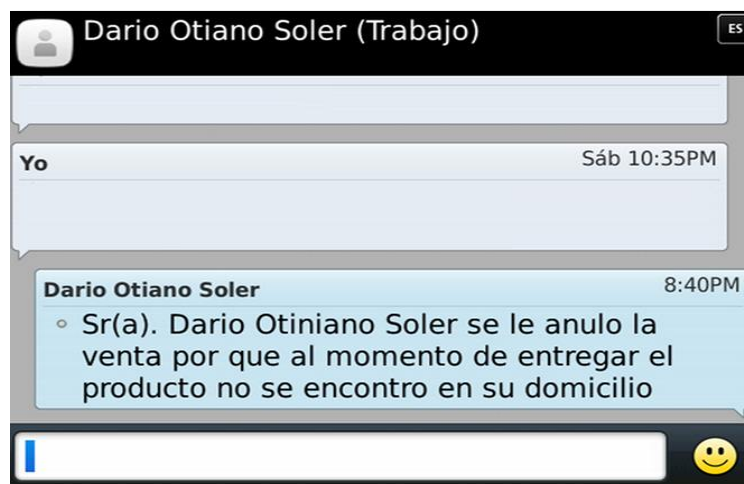 Dario Otiano Soler (Trabajo)
ES
Yo
Sáb 10:35PM
Dario Otiano Soler
8:40PM
Sr(a). Dario Otiniano Soler se le anulo la
venta por que al momento de entregar el
producto no se encontro en su domicilio